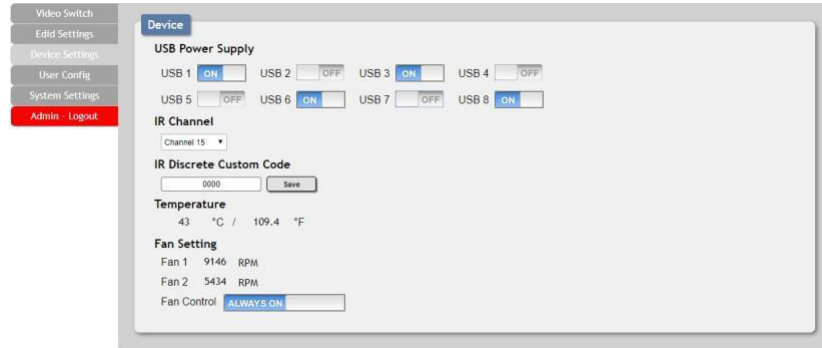 Video Switch
Edid Settings
Device Settings
User Config
System Settings
Admin - Logout
Device
USB Power Supply
USB 1 ON USB 2 OFF USB 3 ON USB 4 OFF
USB 5 OFF USB 6 ON USB 7 OFF USB 8 ON
IR Channel
Channel 15
IR Discrete Custom Code
0000 Save
Temperature
43 °C / 109.4 °F
Fan Setting
Fan 1 9146 RPM
Fan 2 5434 RPM
Fan Control ALWAYS ON